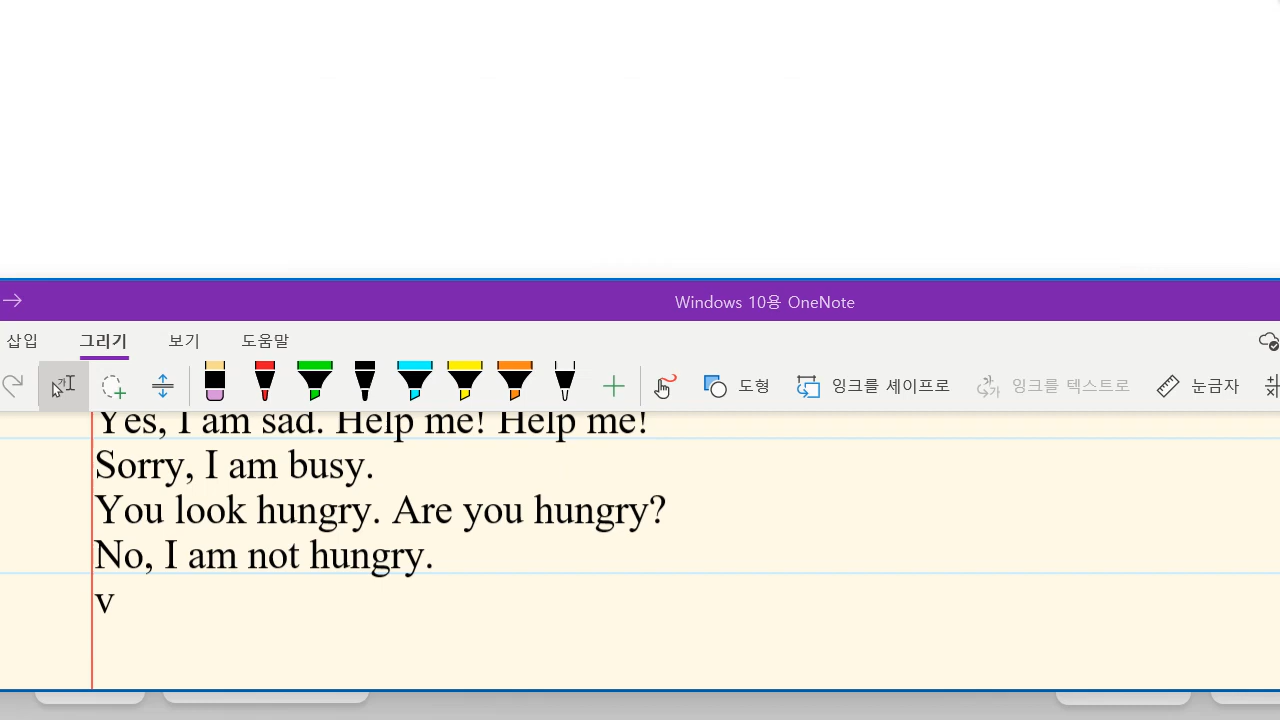 Windows 10용 OneNote
삽입 그리기 보기 도움말
도형 잉크를 셰이프로 잉크를 텍스트로 눈금자
Yes, I am sad. Help me! Help me!
Sorry, I am busy.
You look hungry. Are you hungry?
No, I am not hungry.
v